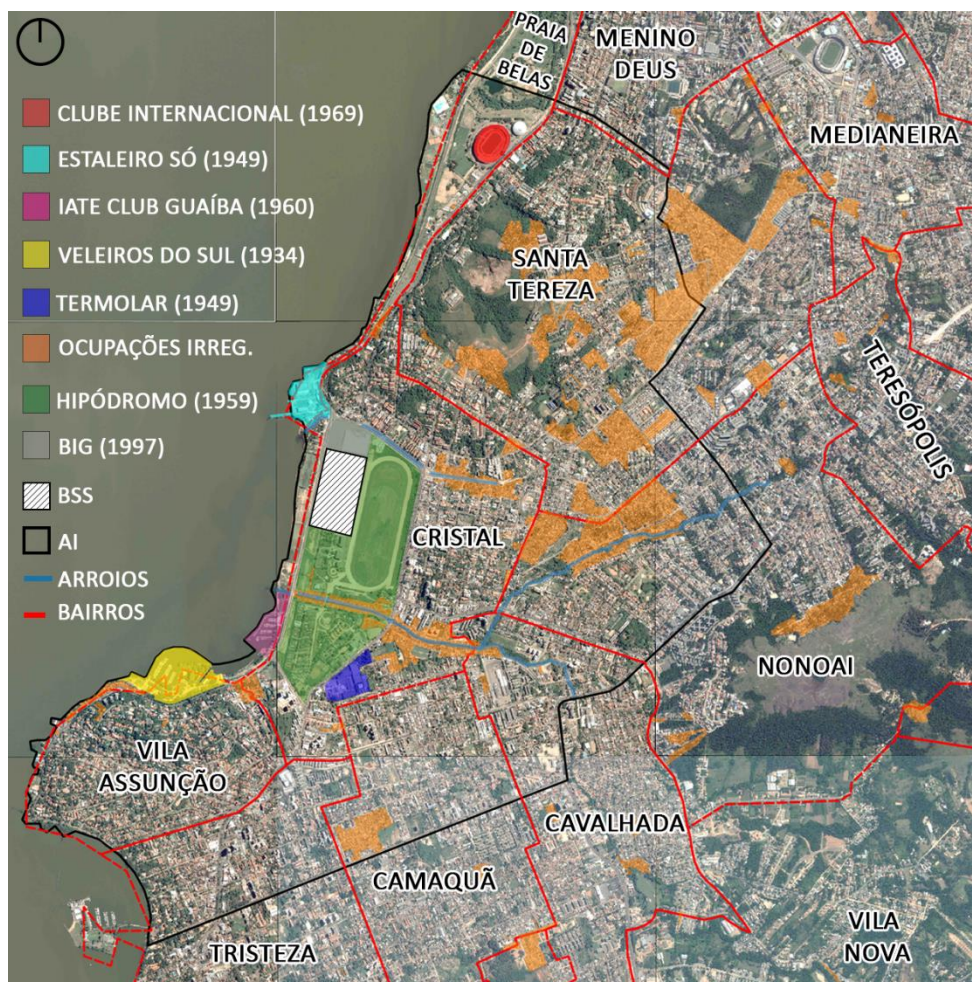 PRAIA
DE
BELAS
MENINO
DEUS
MEDIANEIRA
CLUBE INTERNACIONAL (1969)
ESTALEIRO SÓ (1949)
IATE CLUB GUAÍBA (1960)
VELEIROS DO SUL (1934)
TERMOLAR (1949)
OCUPAÇÕES IRREG.
HIPÓDROMO (1959)
BIG (1997)
BSS
AI
ARROIOS
BAIRROS
SANTA
TEREZA
TERESÓPOLIS
CRISTAL
NONOAI
VILA
ASSUNÇÃO
CAVALHADA
CAMAQUÃ
TRISTEZA
VILA
NOVA